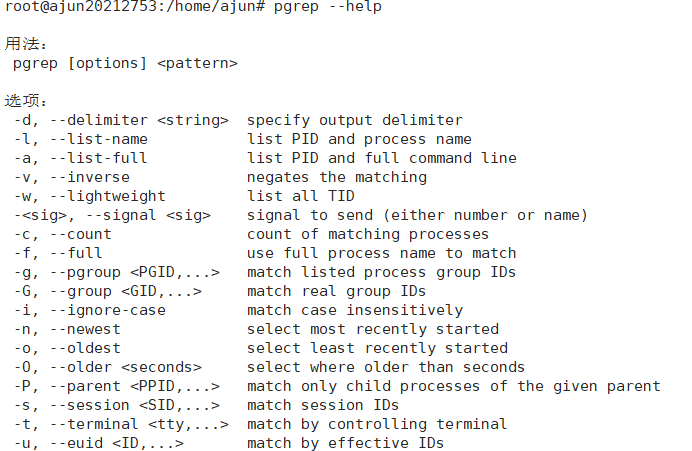 root@ajun20212753:/home/ajun# pgrep --help
用法：
pgrep [options] <pattern>
选项：
-d, --delimiter <string>  specify output delimiter
-l, --list-name           list PID and process name
-a, --list-full           list PID and full command line
-v, --inverse             negates the matching
-w, --lightweight         list all TID
-<sig>, --signal <sig>    signal to send (either number or name)
-c, --count               count of matching processes
-f, --full                use full process name to match
-g, --pgroup <PGID,...>   match listed process group IDs
-G, --group <GID,...>     match real group IDs
-i, --ignore-case         match case insensitively
-n, --newest              select most recently started
-o, --oldest              select least recently started
-O, --older <seconds>     select where older than seconds
-P, --parent <PPID,...>   match only child processes of the given parent
-s, --session <SID,...>   match session IDs
-t, --terminal <tty,...>  match by controlling terminal
-u, --euid <ID,...>       match by effective IDs